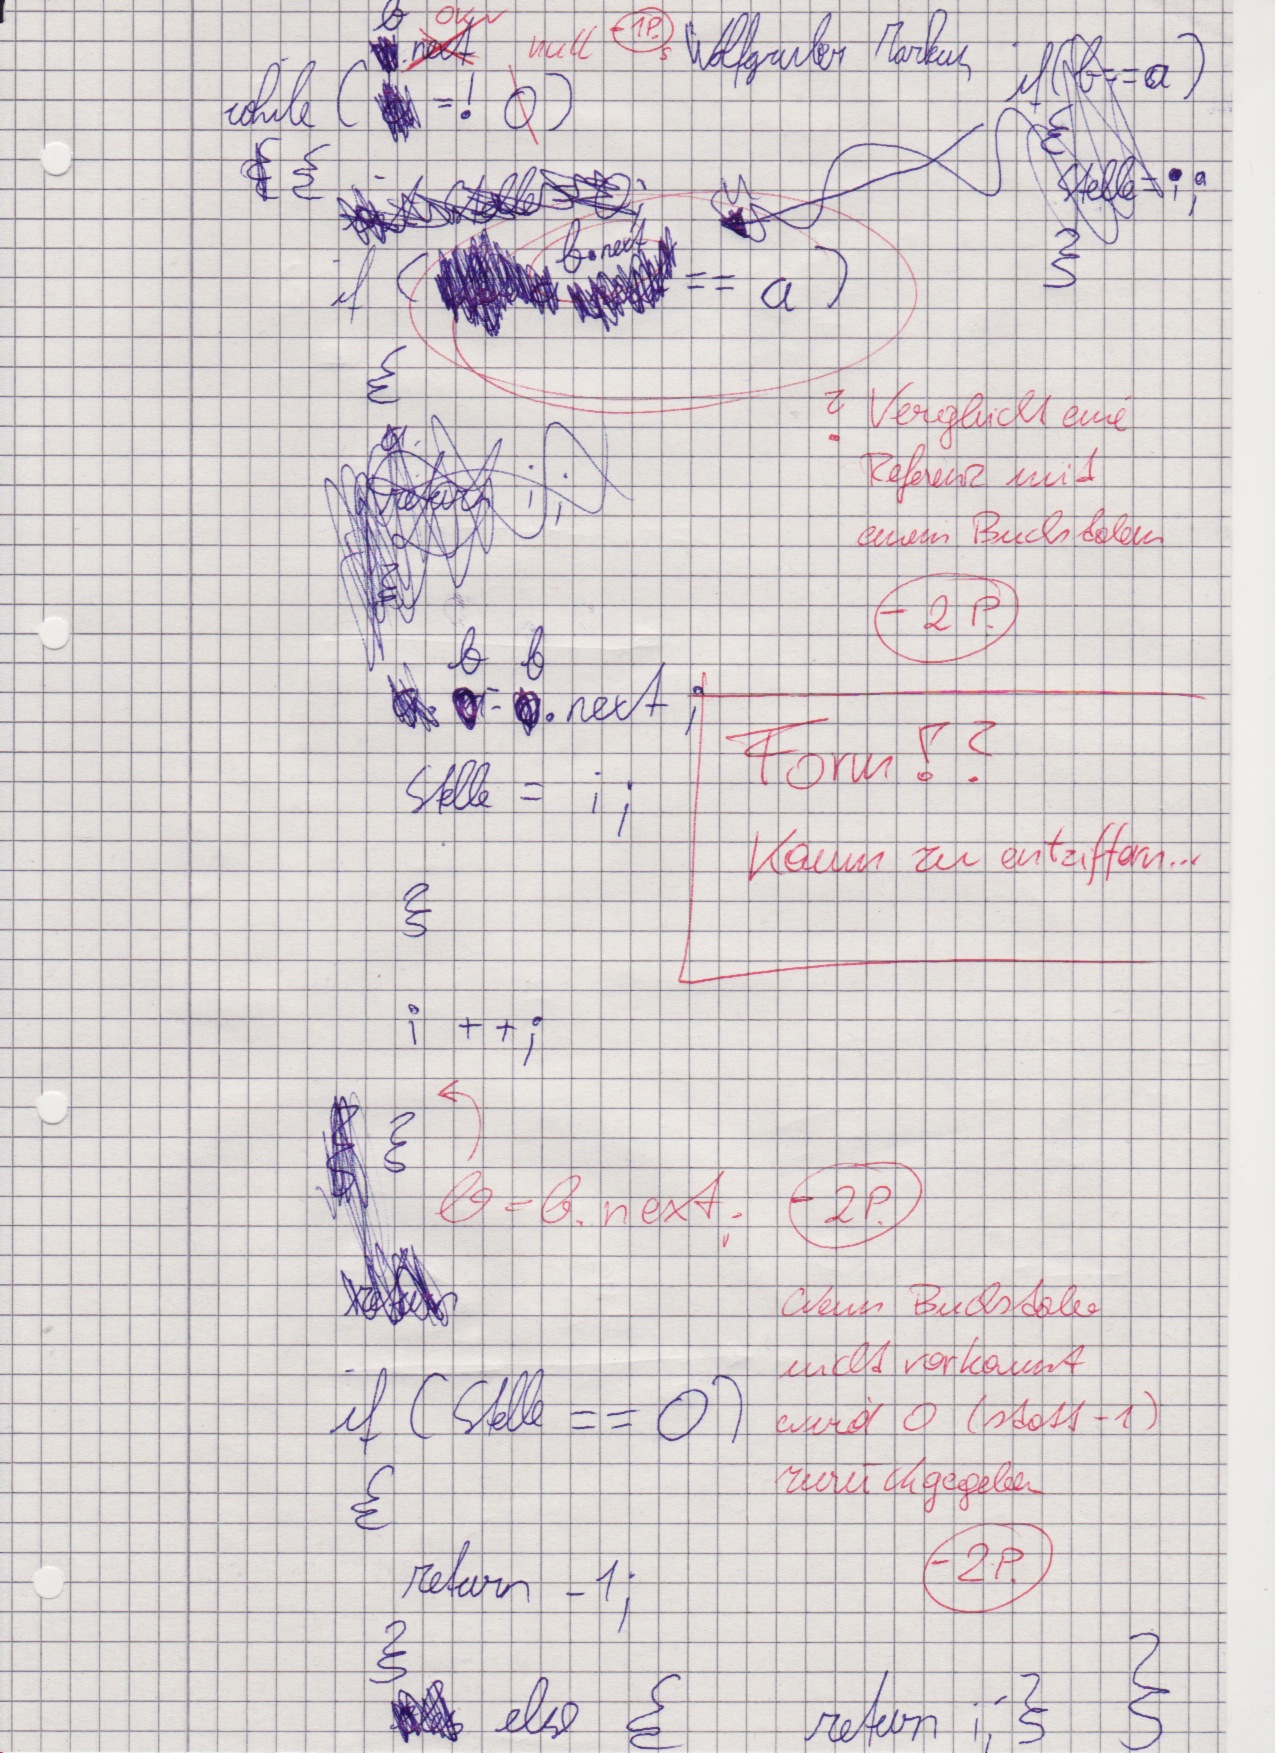 b
.next null -1P. Wolfgruber Markus if (b == a)
while ( =! 0 )
{ {
stelle = i;
}
if ( b.next == a )
{
? Vergleicht eine
Referenz mit
einem Buchstaben
-2P.
return i;
}
b b
= .next ;
Form!?
stelle = i;
Kaum zu entziffern...
}
i ++;
}
b = b.next; -2P.
return
Wenn Buchstabe
nicht vorkommt
if (Stelle == 0) wird 0 (statt -1)
zurückgegeben
{
-2P.
return -1;
}
else { return i; } }